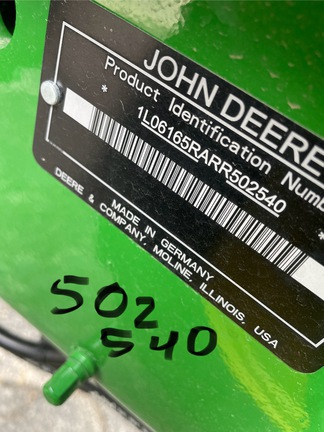 JOHN DEERE
Product Identification Numb
* 1L06165RARR502540 *
MADE IN GERMANY
DEERE & COMPANY, MOLINE, ILLINOIS, USA
502
540